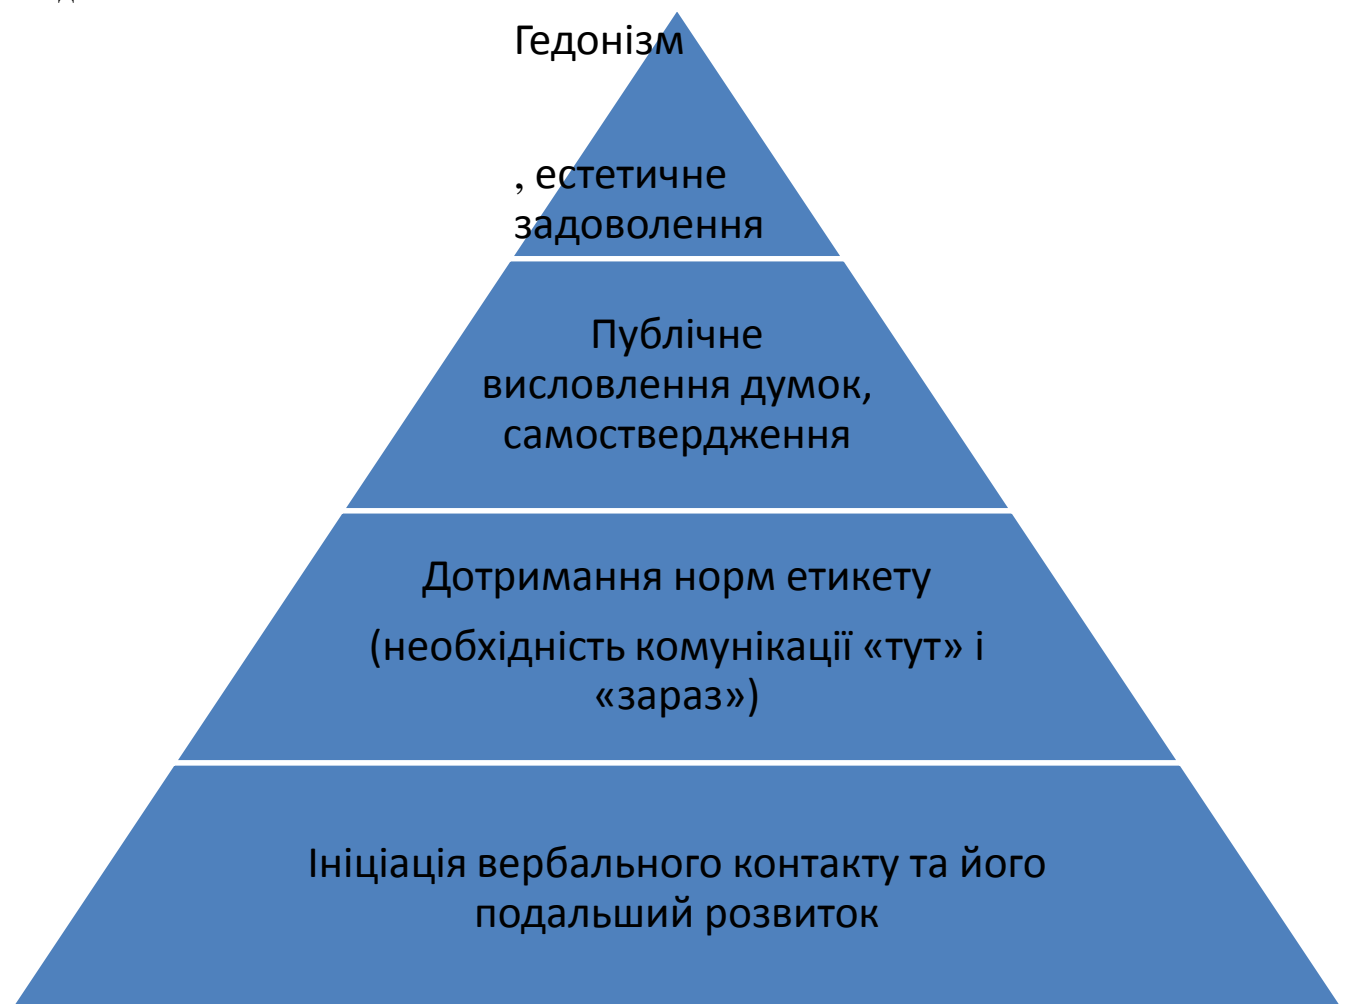 Гедонізм
, естетичне
задоволення
Публічне
висловлення думок,
самоствердження
Дотримання норм етикету
(необхідність комунікації «тут» і
«зараз»)
Ініціація вербального контакту та його
подальший розвиток